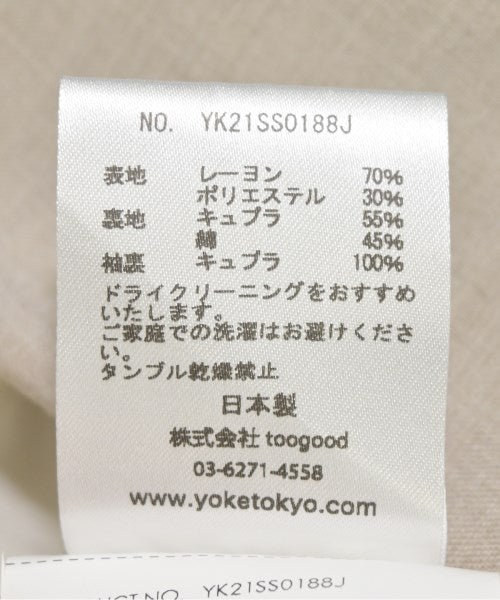 NO. YK21SS0188J
表地 レーヨン 70%
ポリエステル 30%
裏地 キュプラ 55%
綿 45%
袖裏 キュプラ 100%
ドライクリーニングをおすすめ
いたします。
ご家庭での洗濯はお避けくださ
い。
タンブル乾燥禁止
日本製
株式会社 toogood
03-6271-4558
www.yoketokyo.com
NO. YK21SS0188J